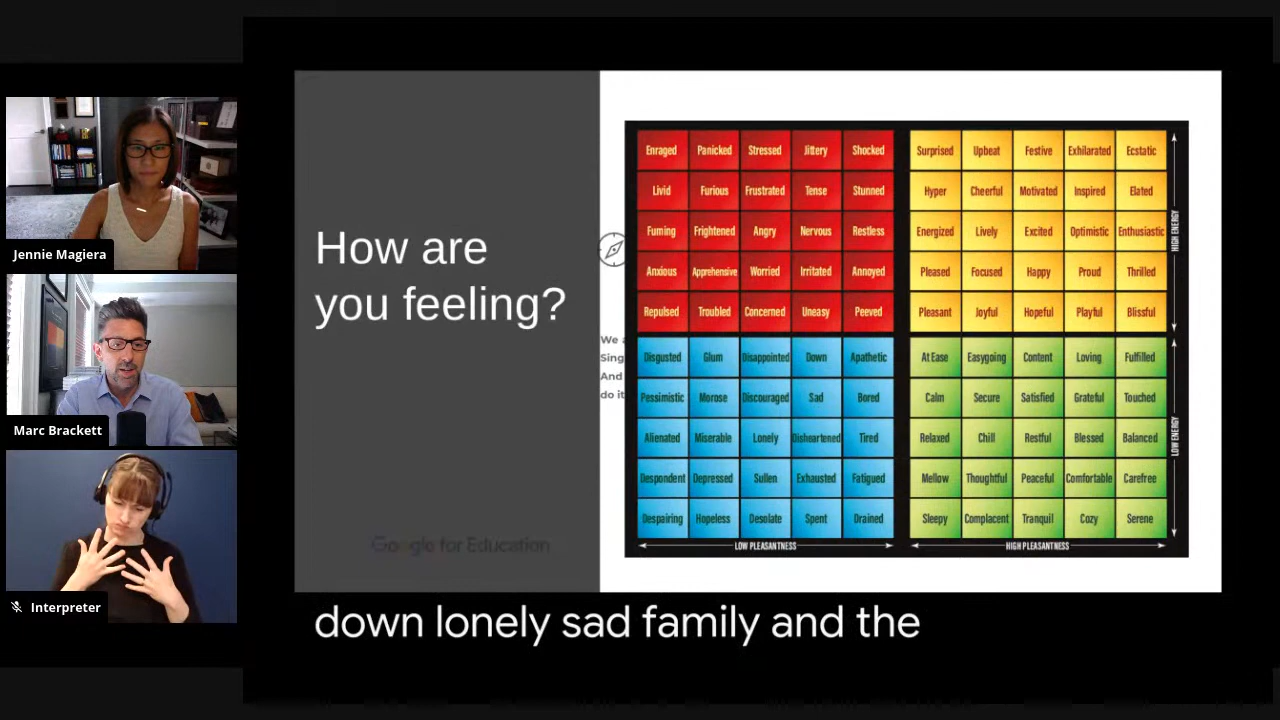 Jennie Magiera
Marc Brackett
Interpreter
How are
you feeling?
Google for Education
We a
Sing
And
do it
Enraged Panicked Stressed Jittery Shocked
Livid Furious Frustrated Tense Stunned
Fuming Frightened Angry Nervous Restless
Anxious Apprehensive Worried Irritated Annoyed
Repulsed Troubled Concerned Uneasy Peeved
Surprised Upbeat Festive Exhilarated Ecstatic
Hyper Cheerful Motivated Inspired Elated
Energized Lively Excited Optimistic Enthusiastic
Pleased Focused Happy Proud Thrilled
Pleasant Joyful Hopeful Playful Blissful
HIGH ENERGY
Disgusted Glum Disappointed Down Apathetic
Pessimistic Morose Discouraged Sad Bored
Alienated Miserable Lonely Disheartened Tired
Despondent Depressed Sullen Exhausted Fatigued
Despairing Hopeless Desolate Spent Drained
At Ease Easygoing Content Loving Fulfilled
Calm Secure Satisfied Grateful Touched
Relaxed Chill Restful Blessed Balanced
Mellow Thoughtful Peaceful Comfortable Carefree
Sleepy Complacent Tranquil Cozy Serene
LOW ENERGY
LOW PLEASANTNESS
HIGH PLEASANTNESS
down lonely sad family and the